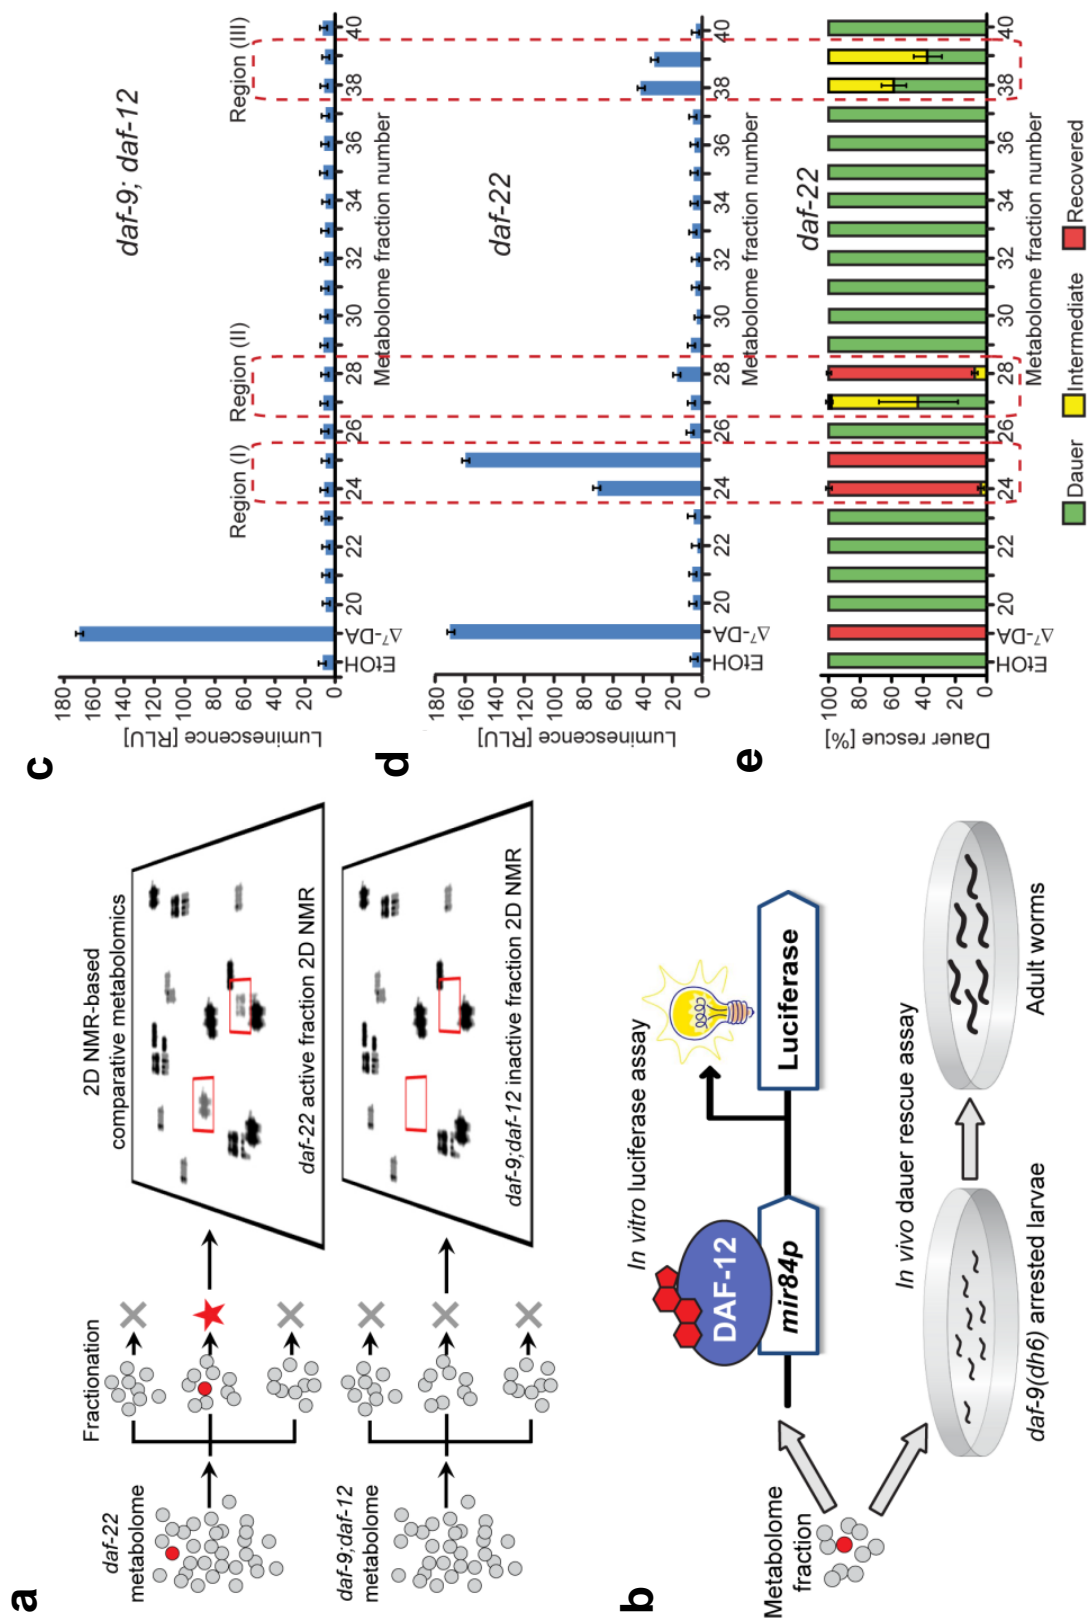 a
2D NMR-based
comparative metabolomics
Fractionation
daf-22
metabolome
daf-22 active fraction 2D NMR
daf-9;daf-12
metabolome
daf-9;daf-12 inactive fraction 2D NMR
b
In vitro luciferase assay
DAF-12
mir84p
Luciferase
Metabolome
fraction
In vivo dauer rescue assay
daf-9(dh6) arrested larvae
Adult worms
c
daf-9; daf-12
Region (I)
Region (II)
Region (III)
Luminescence [RLU]
180
160
140
120
100
80
60
40
20
0
EtOH Δ⁷-DA 20 22 24 26 28 30 32 34 36 38 40
Metabolome fraction number
d
daf-22
Luminescence [RLU]
180
160
140
120
100
80
60
40
20
0
EtOH Δ⁷-DA 20 22 24 26 28 30 32 34 36 38 40
Metabolome fraction number
e
daf-22
Dauer rescue [%]
100
80
60
40
20
0
EtOH Δ⁷-DA 20 22 24 26 28 30 32 34 36 38 40
Metabolome fraction number
Dauer Intermediate Recovered